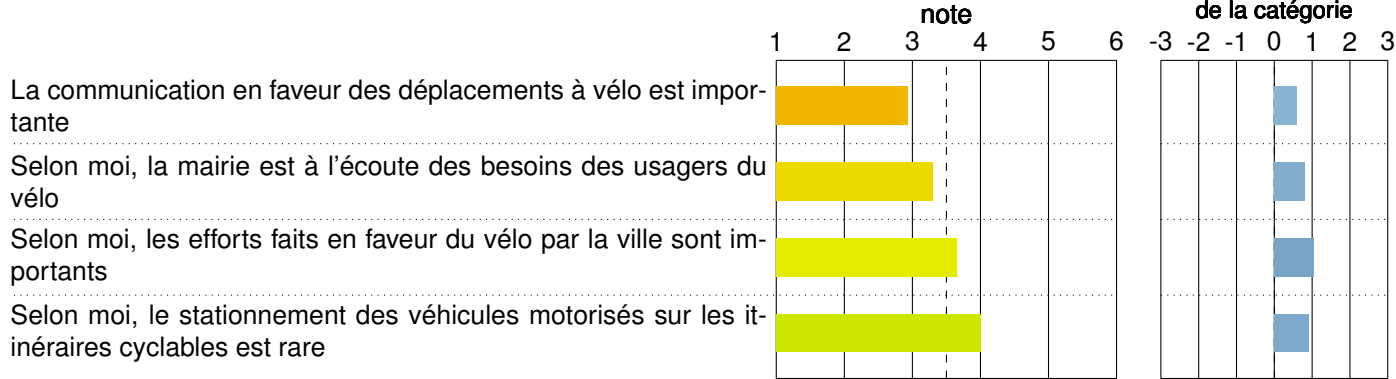 note
de la catégorie
1 2 3 4 5 6
-3 -2 -1 0 1 2 3
La communication en faveur des déplacements à vélo est impor-
tante
Selon moi, la mairie est à l'écoute des besoins des usagers du
vélo
Selon moi, les efforts faits en faveur du vélo par la ville sont im-
portants
Selon moi, le stationnement des véhicules motorisés sur les it-
inéraires cyclables est rare